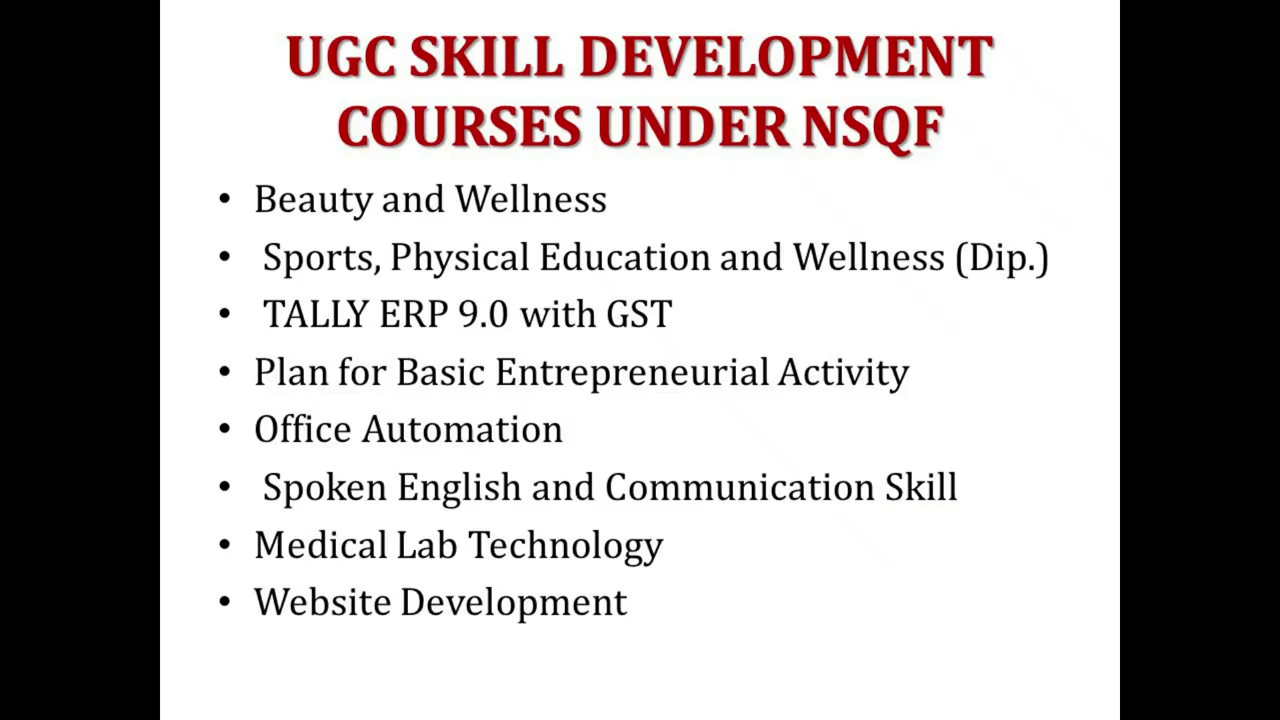 UGC SKILL DEVELOPMENT
COURSES UNDER NSQF
• Beauty and Wellness
• Sports, Physical Education and Wellness (Dip.)
• TALLY ERP 9.0 with GST
• Plan for Basic Entrepreneurial Activity
• Office Automation
• Spoken English and Communication Skill
• Medical Lab Technology
• Website Development